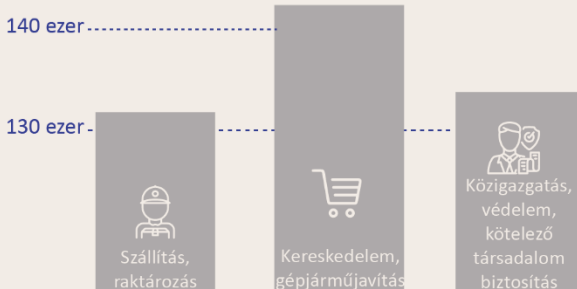 140 ezer
130 ezer
Szállítás,
raktározás
Kereskedelem,
gépjárműjavítás
Közigazgatás,
védelem,
kötelező
társadalom
biztosítás